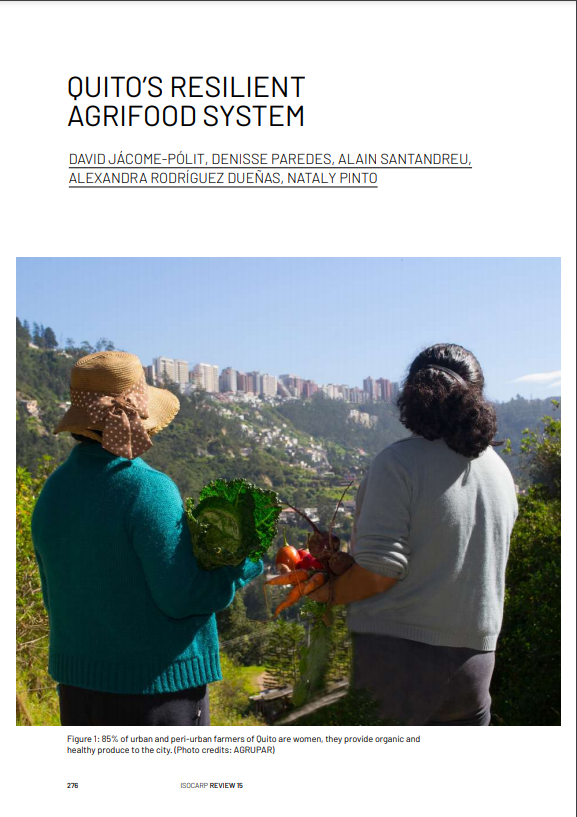 QUITO'S RESILIENT
AGRIFOOD SYSTEM
DAVID JÁCOME-PÓLIT, DENISSE PAREDES, ALAIN SANTANDREU,
ALEXANDRA RODRÍGUEZ DUEÑAS, NATALY PINTO
Figure 1: 85% of urban and peri-urban farmers of Quito are women, they provide organic and
healthy produce to the city. (Photo credits: AGRUPAR)
276 ISOCARP REVIEW 15